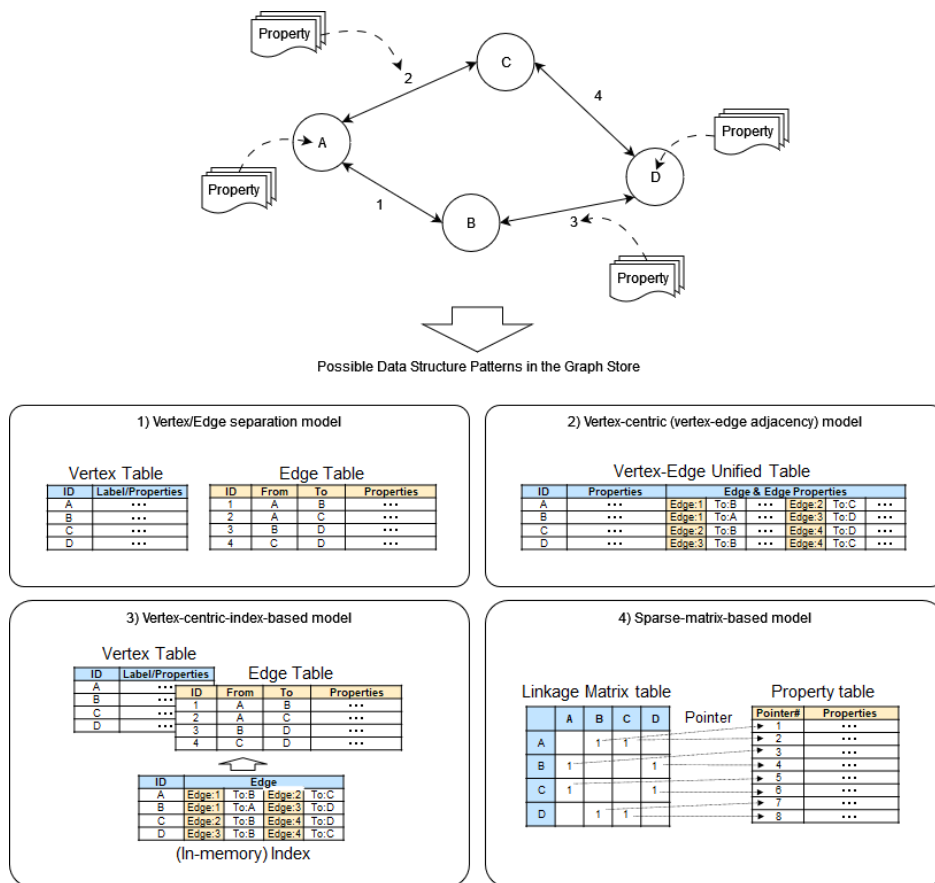 Property
C
2
4
Property
A
D
Property
1
B
3
Property
Possible Data Structure Patterns in the Graph Store
1) Vertex/Edge separation model
Vertex Table
ID Label/Properties
A ...
B ...
C ...
D ...
Edge Table
ID From To Properties
1 A B ...
2 A C ...
3 B D ...
4 C D ...
2) Vertex-centric (vertex-edge adjacency) model
Vertex-Edge Unified Table
ID Properties Edge & Edge Properties
A ... Edge:1 To:B ... Edge:2 To:C ...
B ... Edge:1 To:A ... Edge:3 To:D ...
C ... Edge:2 To:B ... Edge:4 To:D ...
D ... Edge:3 To:B ... Edge:4 To:C ...
3) Vertex-centric-index-based model
Vertex Table
ID Label/Properties
A ...
B ...
C ...
D ...
Edge Table
ID From To Properties
1 A B ...
2 A C ...
3 B D ...
4 C D ...
ID Edge
A Edge:1 To:B Edge:2 To:C
B Edge:1 To:A Edge:3 To:D
C Edge:2 To:B Edge:4 To:D
D Edge:3 To:B Edge:4 To:C
(In-memory) Index
4) Sparse-matrix-based model
Linkage Matrix table
A B C D
A 1 1
B 1 1
C 1 1
D 1 1
Pointer
Property table
Pointer# Properties
1 ...
2 ...
3 ...
4 ...
5 ...
6 ...
7 ...
8 ...